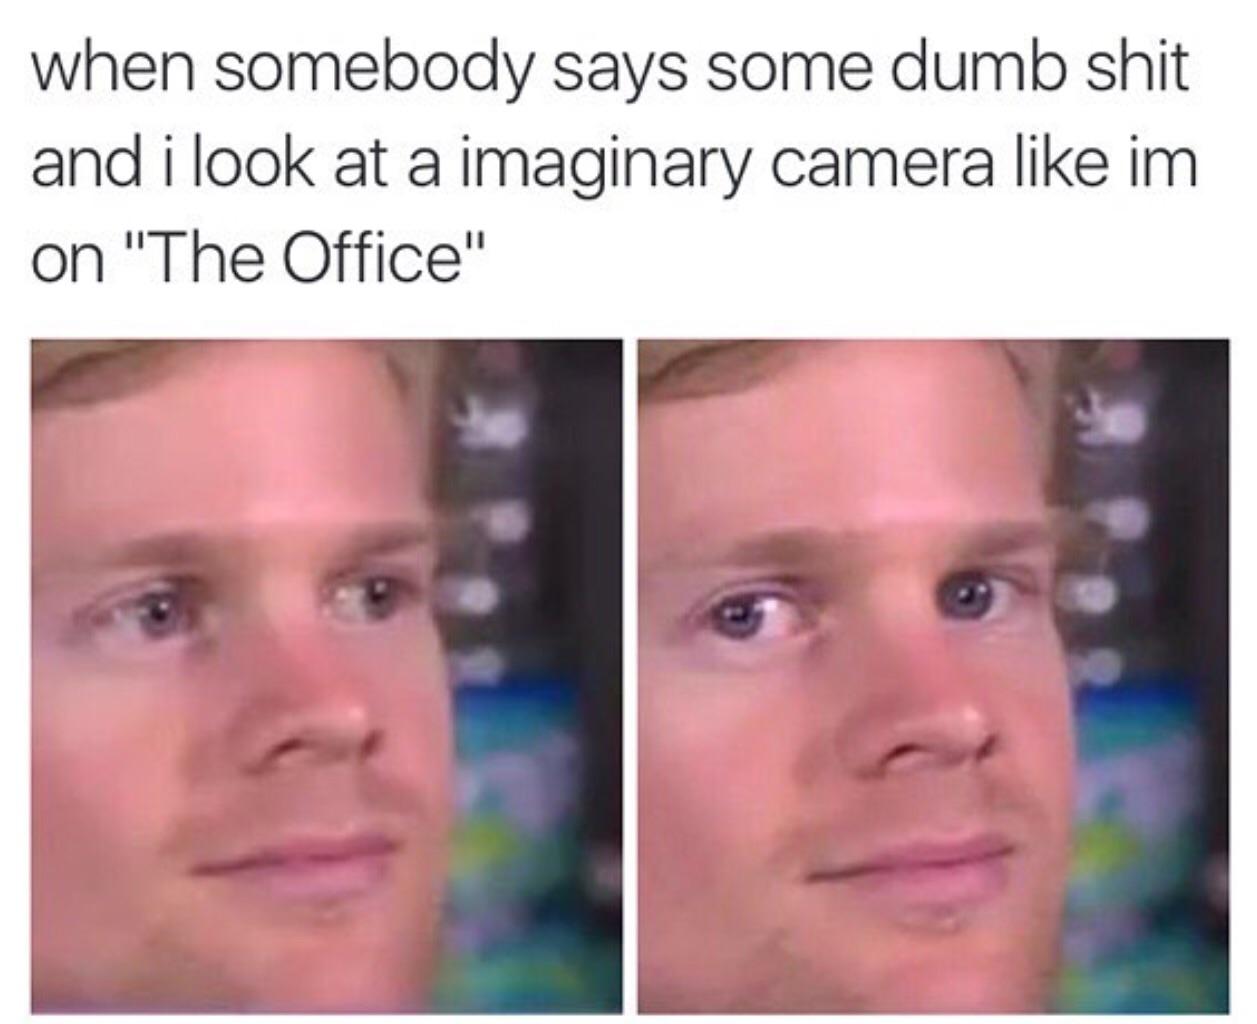 when somebody says some dumb shit
and i look at a imaginary camera like im
on "The Office"